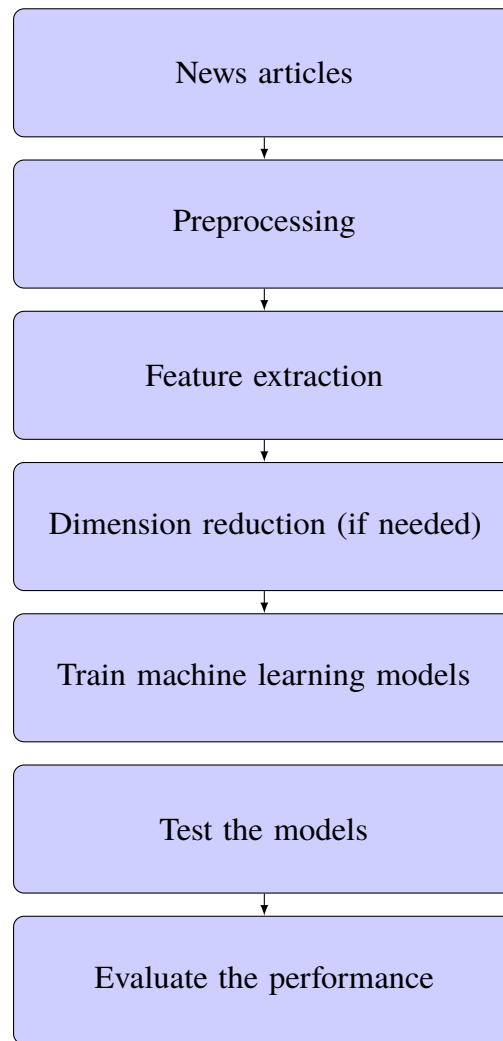 News articles
Preprocessing
Feature extraction
Dimension reduction (if needed)
Train machine learning models
Test the models
Evaluate the performance